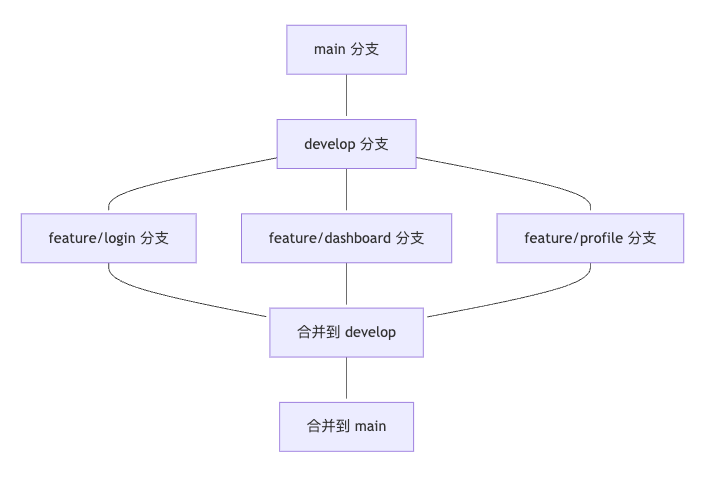 main 分支
develop 分支
feature/login 分支
feature/dashboard 分支
feature/profile 分支
合并到 develop
合并到 main